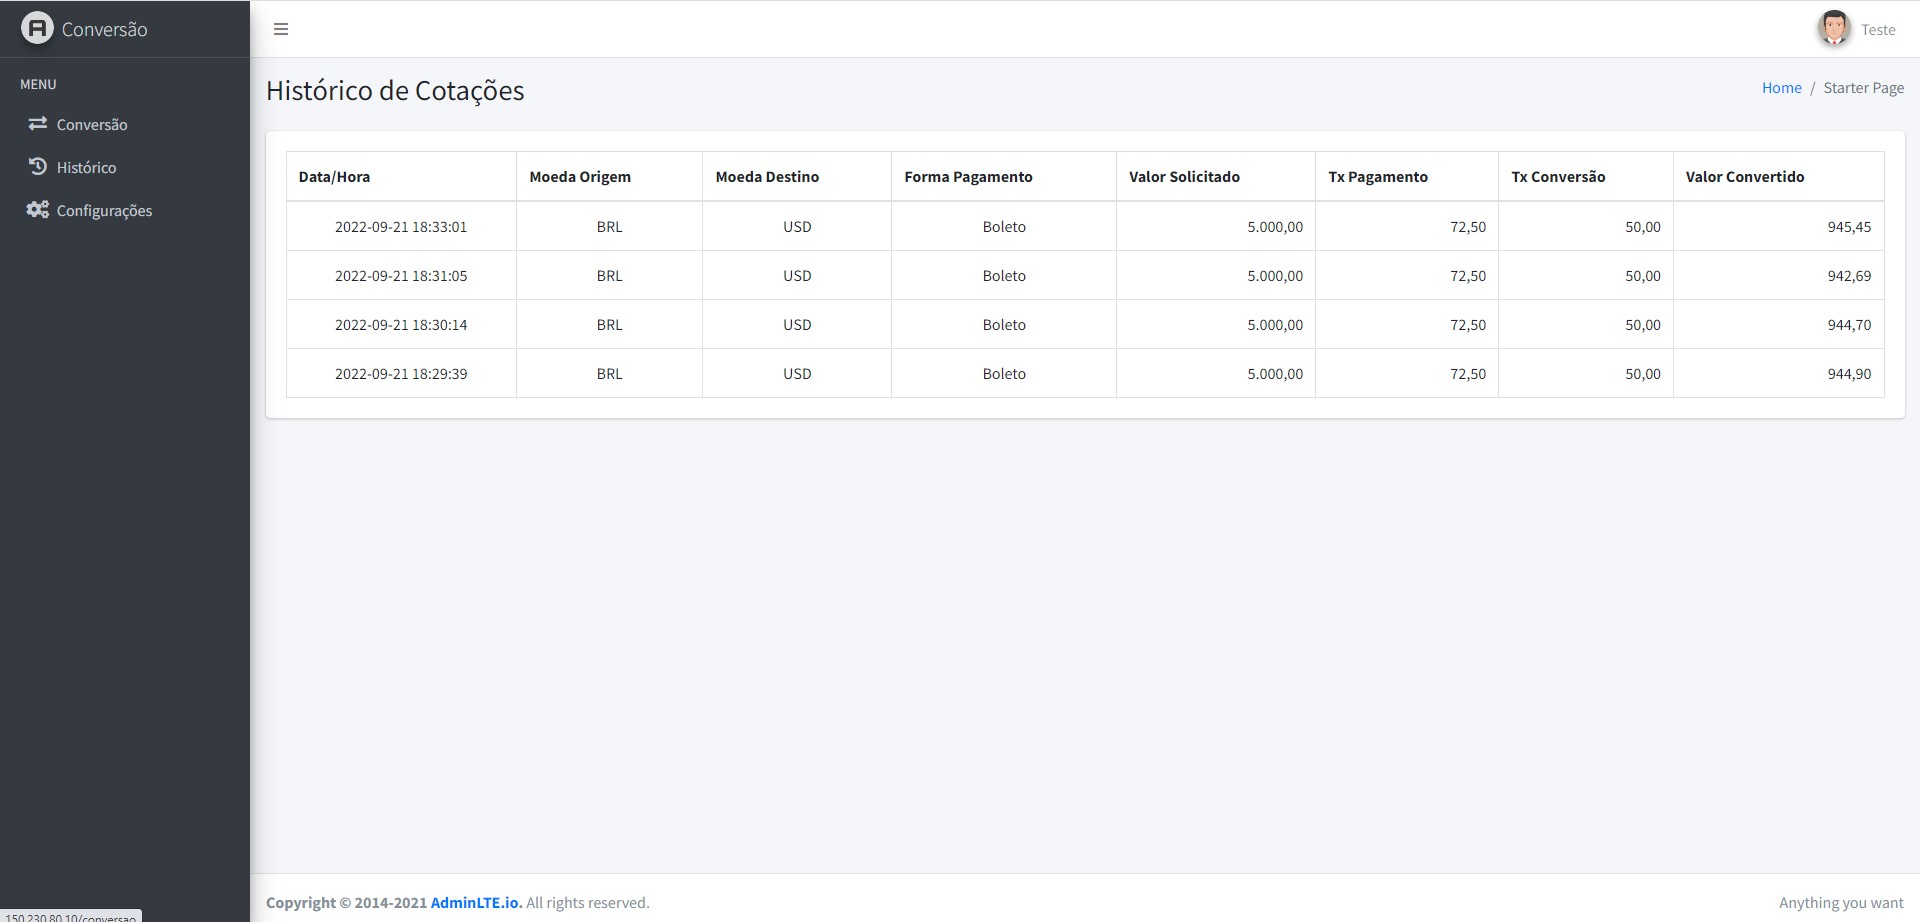 Conversão
Teste
MENU
Conversão
Histórico
Configurações
Histórico de Cotações
Home / Starter Page
Data/Hora Moeda Origem Moeda Destino Forma Pagamento Valor Solicitado Tx Pagamento Tx Conversão Valor Convertido
2022-09-21 18:33:01 BRL USD Boleto 5.000,00 72,50 50,00 945,45
2022-09-21 18:31:05 BRL USD Boleto 5.000,00 72,50 50,00 942,69
2022-09-21 18:30:14 BRL USD Boleto 5.000,00 72,50 50,00 944,70
2022-09-21 18:29:39 BRL USD Boleto 5.000,00 72,50 50,00 944,90
Copyright © 2014-2021 AdminLTE.io. All rights reserved.
Anything you want
150.230.80.10/conversao